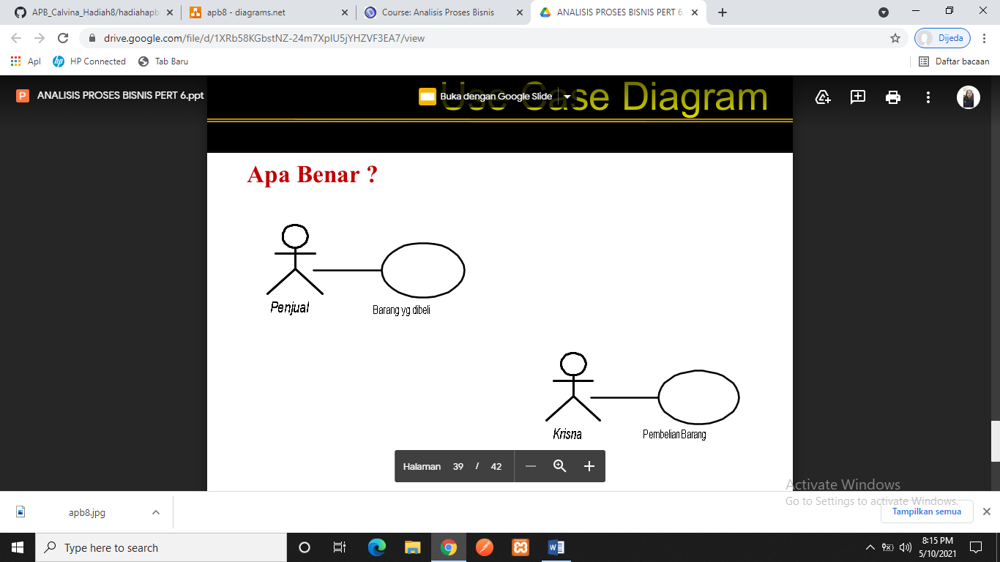 APB_Calvina_Hadiah8/hadiahapb
apb8 - diagrams.net
Course: Analisis Proses Bisnis
ANALISIS PROSES BISNIS PERT 6.
drive.google.com/file/d/1XRb58KGbstNZ-24m7XpIU5jYHZVF3EA7/view
Dijeda
Apl
HP Connected
Tab Baru
Daftar bacaan
P
ANALISIS PROSES BISNIS PERT 6.ppt
Buka dengan Google Slide
Use Case Diagram
Apa Benar ?
Penjual
Barang yg dibeli
Krisna
Pembelian Barang
Halaman 39 / 42
Activate Windows
Go to Settings to activate Windows.
apb8.jpg
Tampilkan semua
Type here to search
8:15 PM
5/10/2021